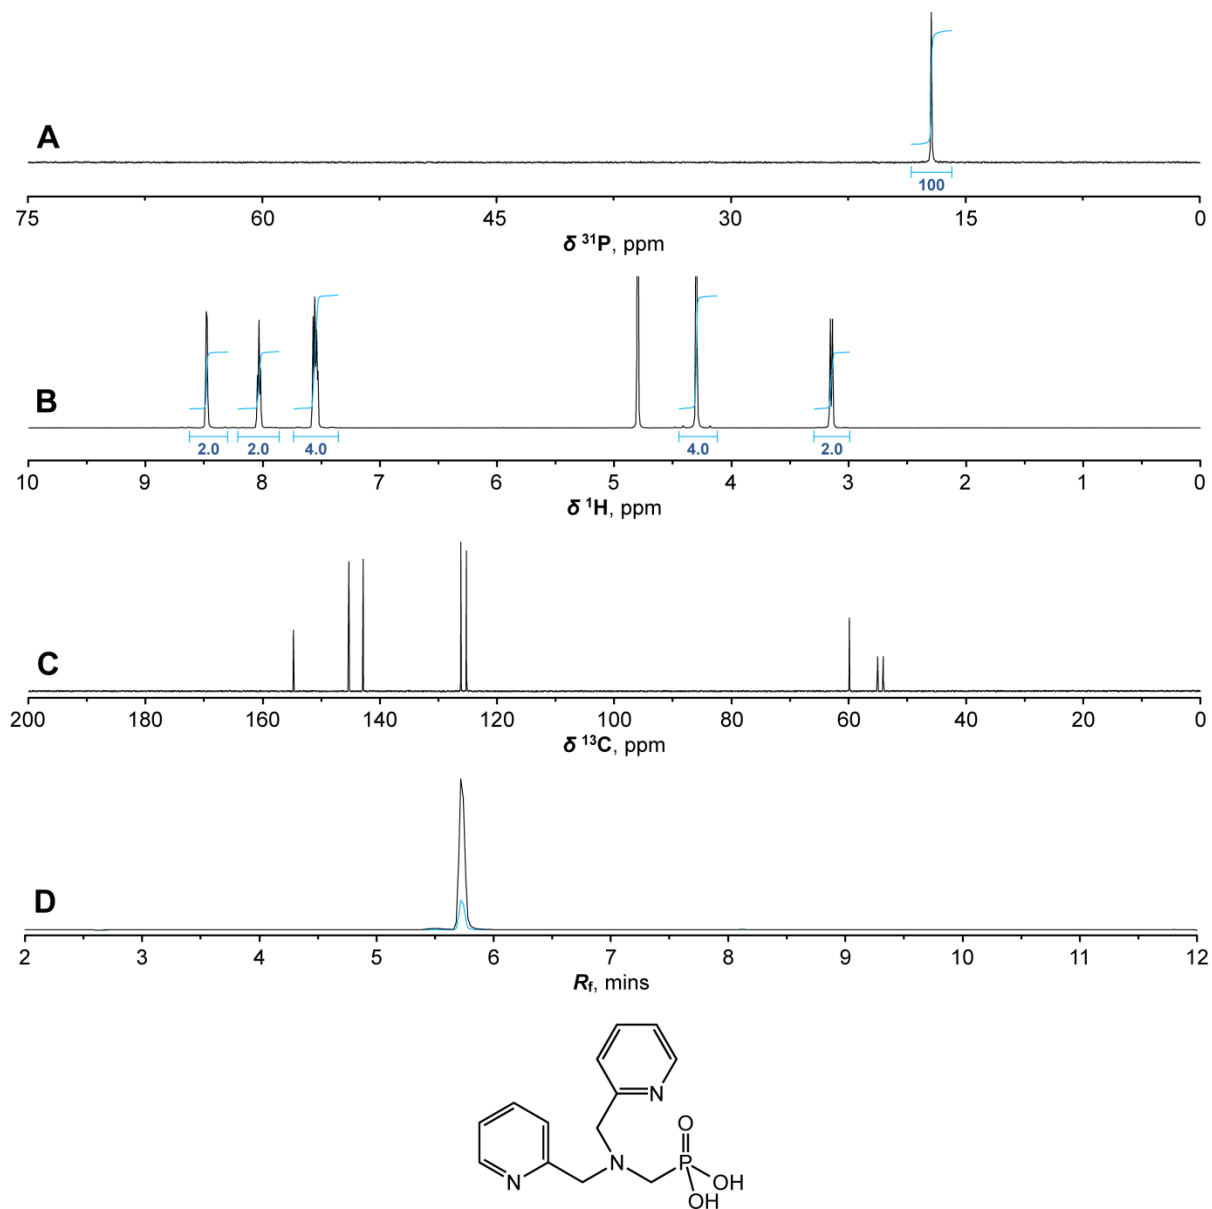 A
100
75 60 45 30 15 0
δ ³¹P, ppm
B
2.0 2.0 4.0 4.0 2.0
10 9 8 7 6 5 4 3 2 1 0
δ ¹H, ppm
C
200 180 160 140 120 100 80 60 40 20 0
δ ¹³C, ppm
D
2 3 4 5 6 7 8 9 10 11 12
Rf, mins
N
O
N P OH
N OH